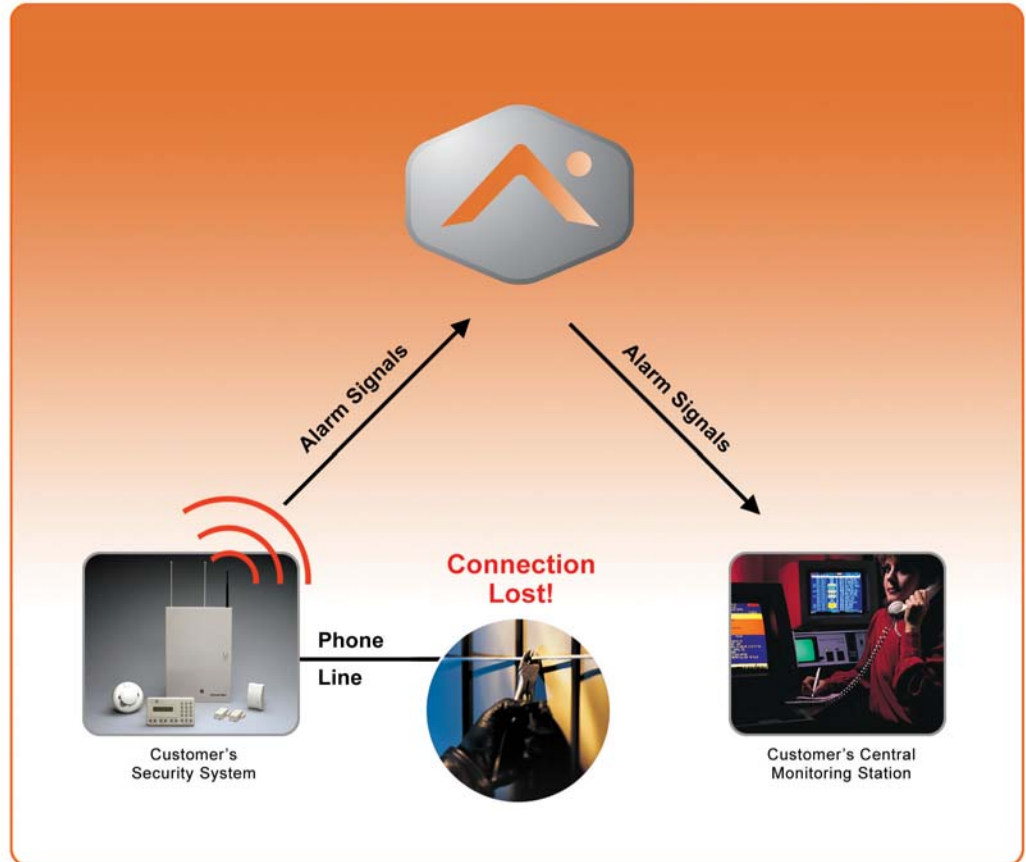 Alarm Signals
Alarm Signals
Connection
Lost!
Phone
Line
Customer's
Security System
Customer's Central
Monitoring Station